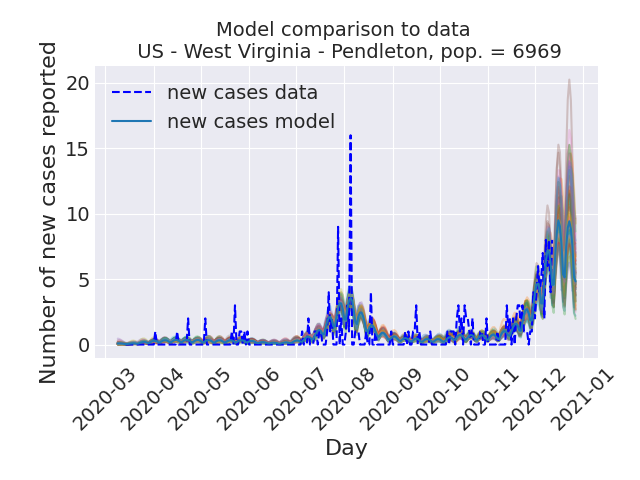 Model comparison to data
US - West Virginia - Pendleton, pop. = 6969
Number of new cases reported
20
15
10
5
0
new cases data
new cases model
2020-03
2020-04
2020-05
2020-06
2020-07
2020-08
2020-09
2020-10
2020-11
2020-12
2021-01
Day